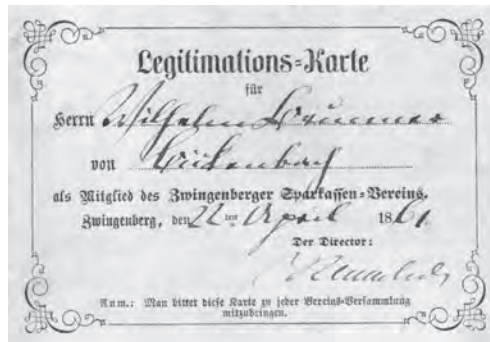 Legitimations=Karte
für
Herrn Wilhelm
von Bickenbach
als Mitglied des Zwingenberger Sparkassen=Vereins.
Zwingenberg, den 22ten April 1861.
Der Director:
Anm.: Man bittet diese Karte zu jeder Vereins=Versammlung
mitzubringen.